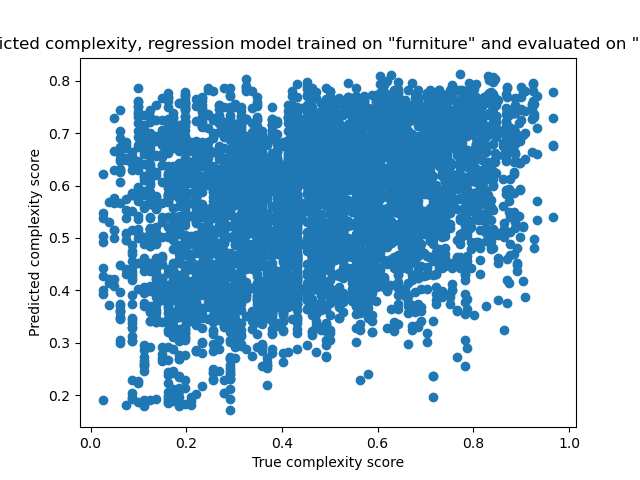 icted complexity, regression model trained on "furniture" and evaluated on "
0.8
0.7
0.6
0.5
0.4
0.3
0.2
Predicted complexity score
0.0 0.2 0.4 0.6 0.8 1.0
True complexity score